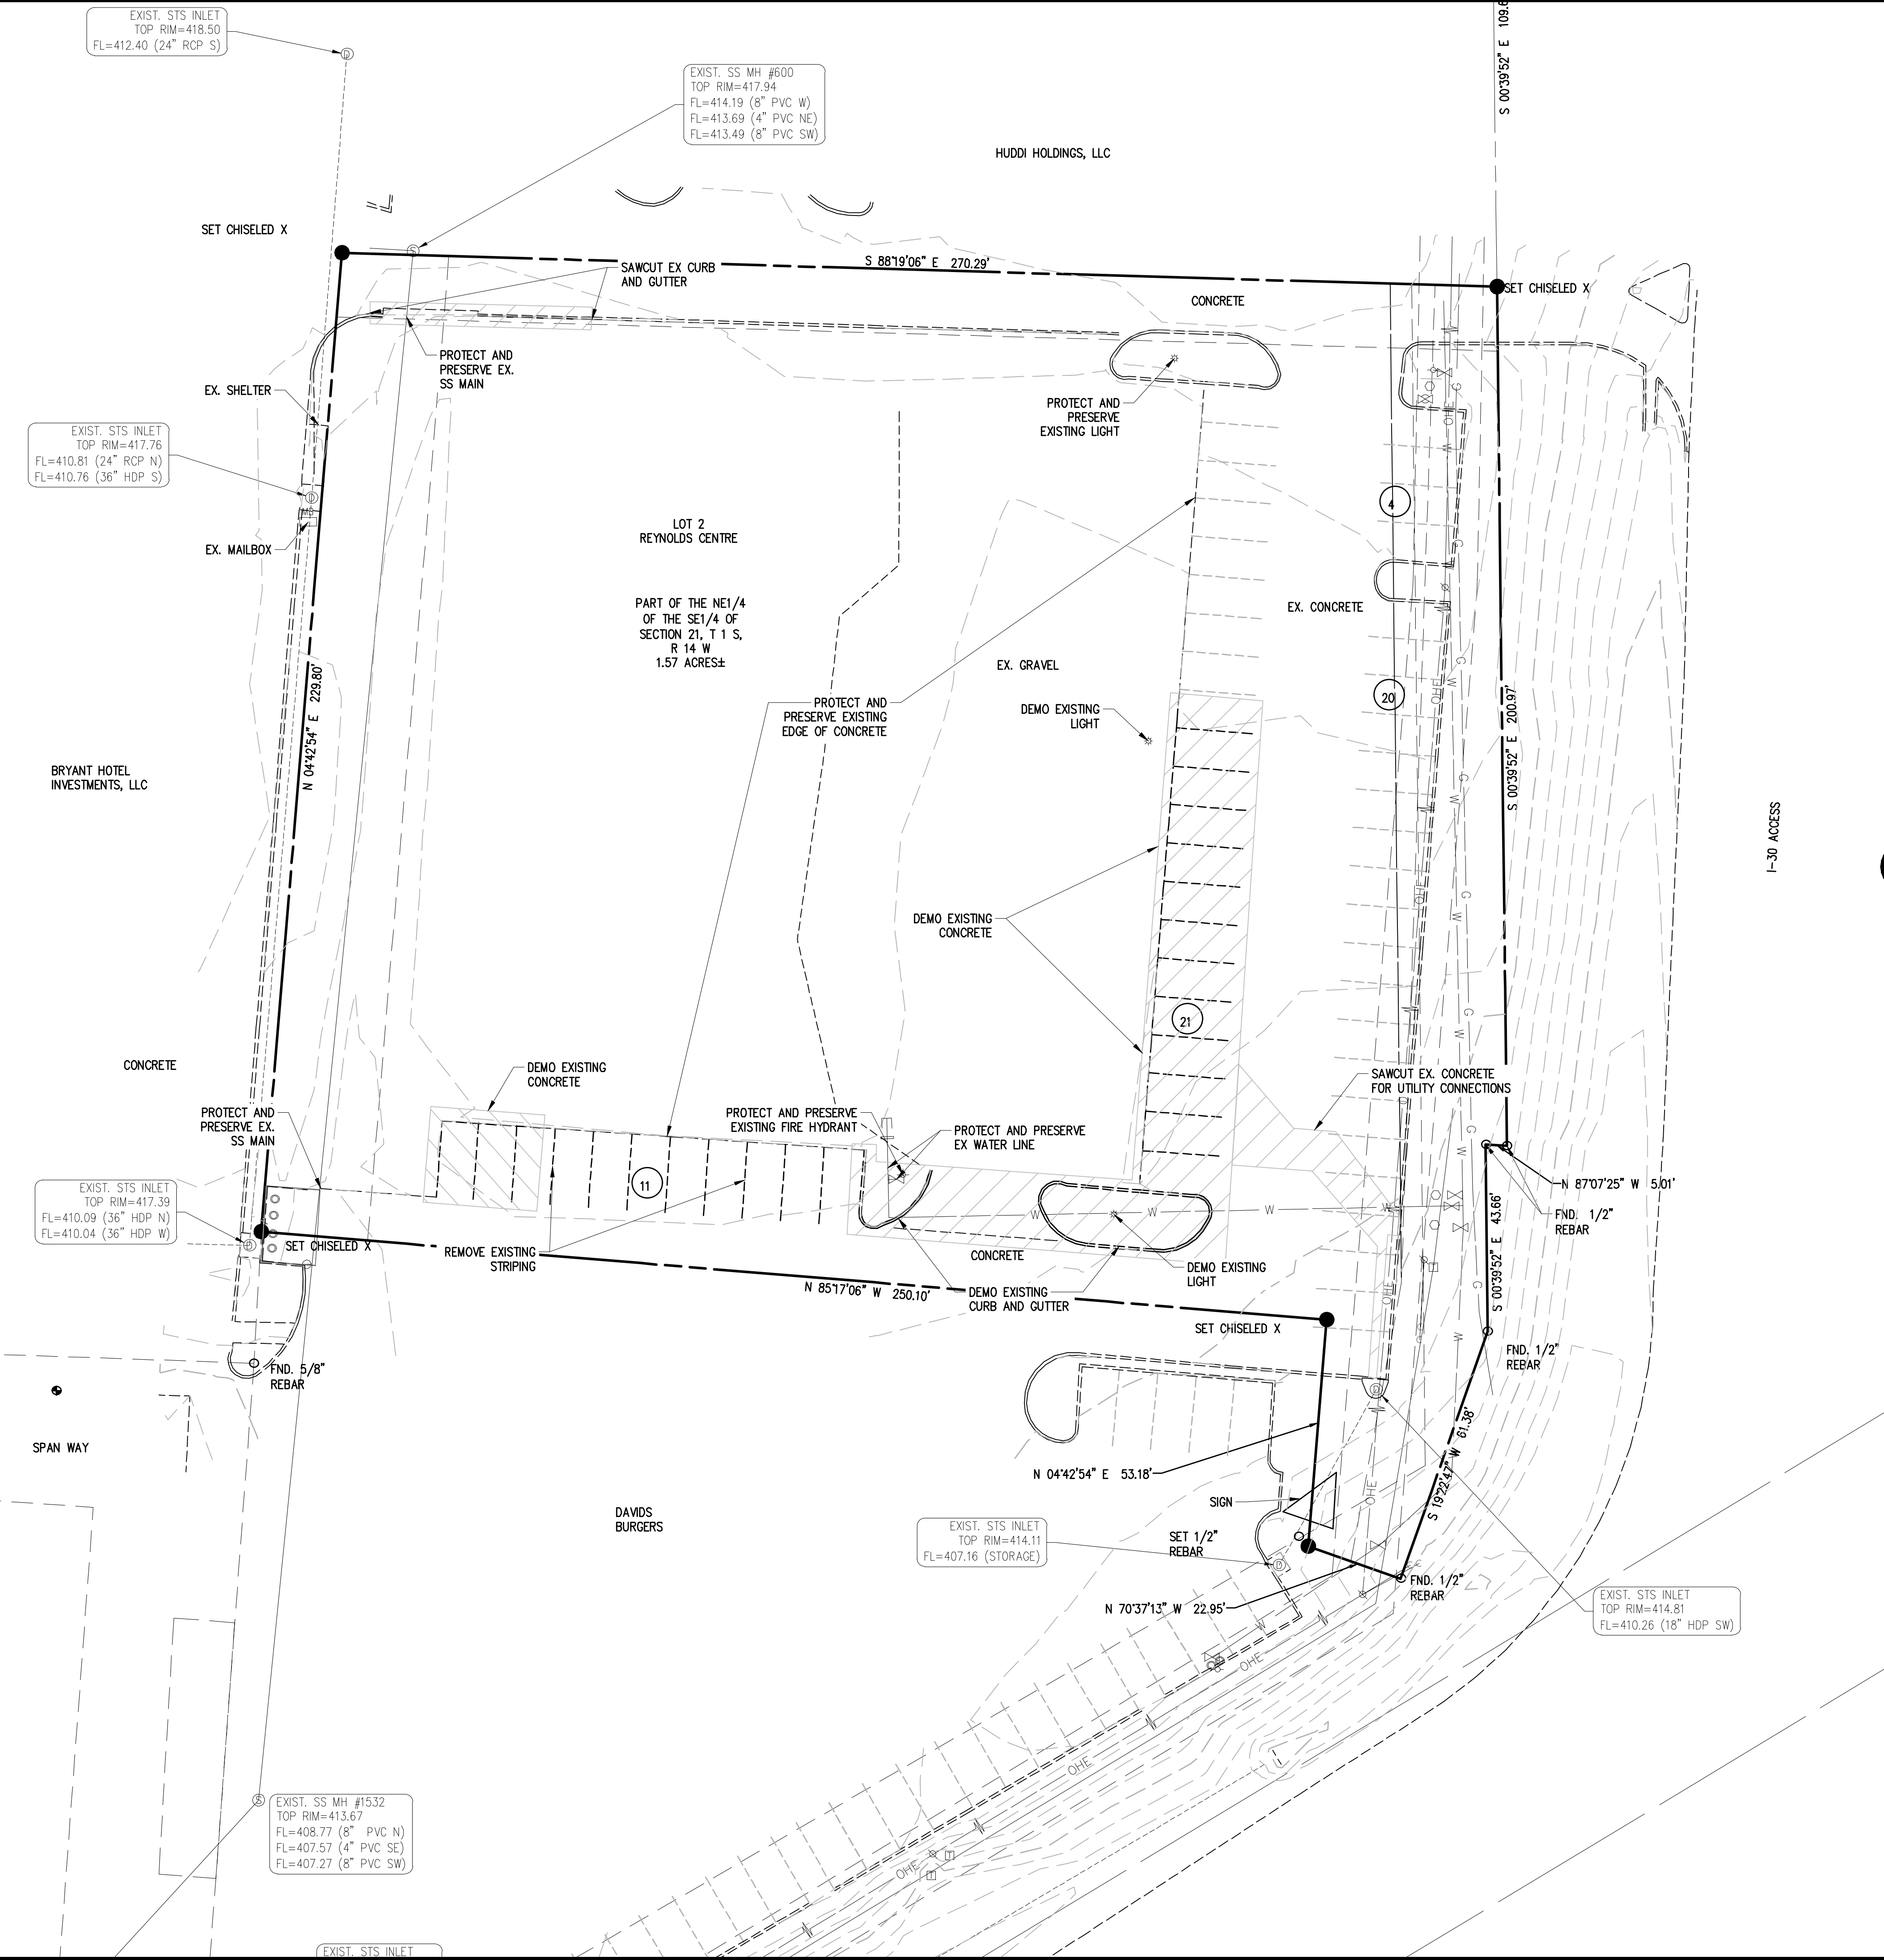 EXIST. STS INLET
TOP RIM=418.50
FL=412.40 (24" RCP S)
EXIST. SS MH #600
TOP RIM=417.94
FL=414.19 (8" PVC W)
FL=413.69 (4" PVC NE)
FL=413.49 (8" PVC SW)
HUDDI HOLDINGS, LLC
S 00°39'52" E 109.6
SET CHISELED X
D
S
S 88°19'06" E 270.29'
SAWCUT EX CURB
AND GUTTER
CONCRETE
SET CHISELED X
PROTECT AND
PRESERVE EX.
SS MAIN
EX. SHELTER
PROTECT AND
PRESERVE
EXISTING LIGHT
EXIST. STS INLET
TOP RIM=417.76
FL=410.81 (24" RCP N)
FL=410.76 (36" HDP S)
D
MB
EX. MAILBOX
LOT 2
REYNOLDS CENTRE
PART OF THE NE1/4
OF THE SE1/4 OF
SECTION 21, T 1 S,
R 14 W
1.57 ACRES±
4
EX. CONCRETE
EX. GRAVEL
20
N 04°42'54" E 229.80'
PROTECT AND
PRESERVE EXISTING
EDGE OF CONCRETE
DEMO EXISTING
LIGHT
S 00°39'52" E 200.97'
BRYANT HOTEL
INVESTMENTS, LLC
I-30 ACCESS
DEMO EXISTING
CONCRETE
21
CONCRETE
DEMO EXISTING
CONCRETE
SAWCUT EX. CONCRETE
FOR UTILITY CONNECTIONS
PROTECT AND
PRESERVE EX.
SS MAIN
PROTECT AND PRESERVE
EXISTING FIRE HYDRANT
PROTECT AND PRESERVE
EX WATER LINE
11
N 87°07'25" W 5.01'
FND. 1/2"
REBAR
EXIST. STS INLET
TOP RIM=417.39
FL=410.09 (36" HDP N)
FL=410.04 (36" HDP W)
D
SET CHISELED X
REMOVE EXISTING
STRIPING
W W W W
CONCRETE
DEMO EXISTING
LIGHT
S 00°39'52" E 43.66'
N 85°17'06" W 250.10'
DEMO EXISTING
CURB AND GUTTER
SET CHISELED X
FND. 1/2"
REBAR
FND. 5/8"
REBAR
D
SPAN WAY
N 04°42'54" E 53.18'
S 19°22'47" W 61.38'
SIGN
DAVIDS
BURGERS
EXIST. STS INLET
TOP RIM=414.11
FL=407.16 (STORAGE)
SET 1/2"
REBAR
D
OHE
FND. 1/2"
REBAR
N 70°37'13" W 22.95'
EXIST. STS INLET
TOP RIM=414.81
FL=410.26 (18" HDP SW)
W
OHE
OHE
S
EXIST. SS MH #1532
TOP RIM=413.67
FL=408.77 (8" PVC N)
FL=407.57 (4" PVC SE)
FL=407.27 (8" PVC SW)
OHE
T
T
EXIST. STS INLET